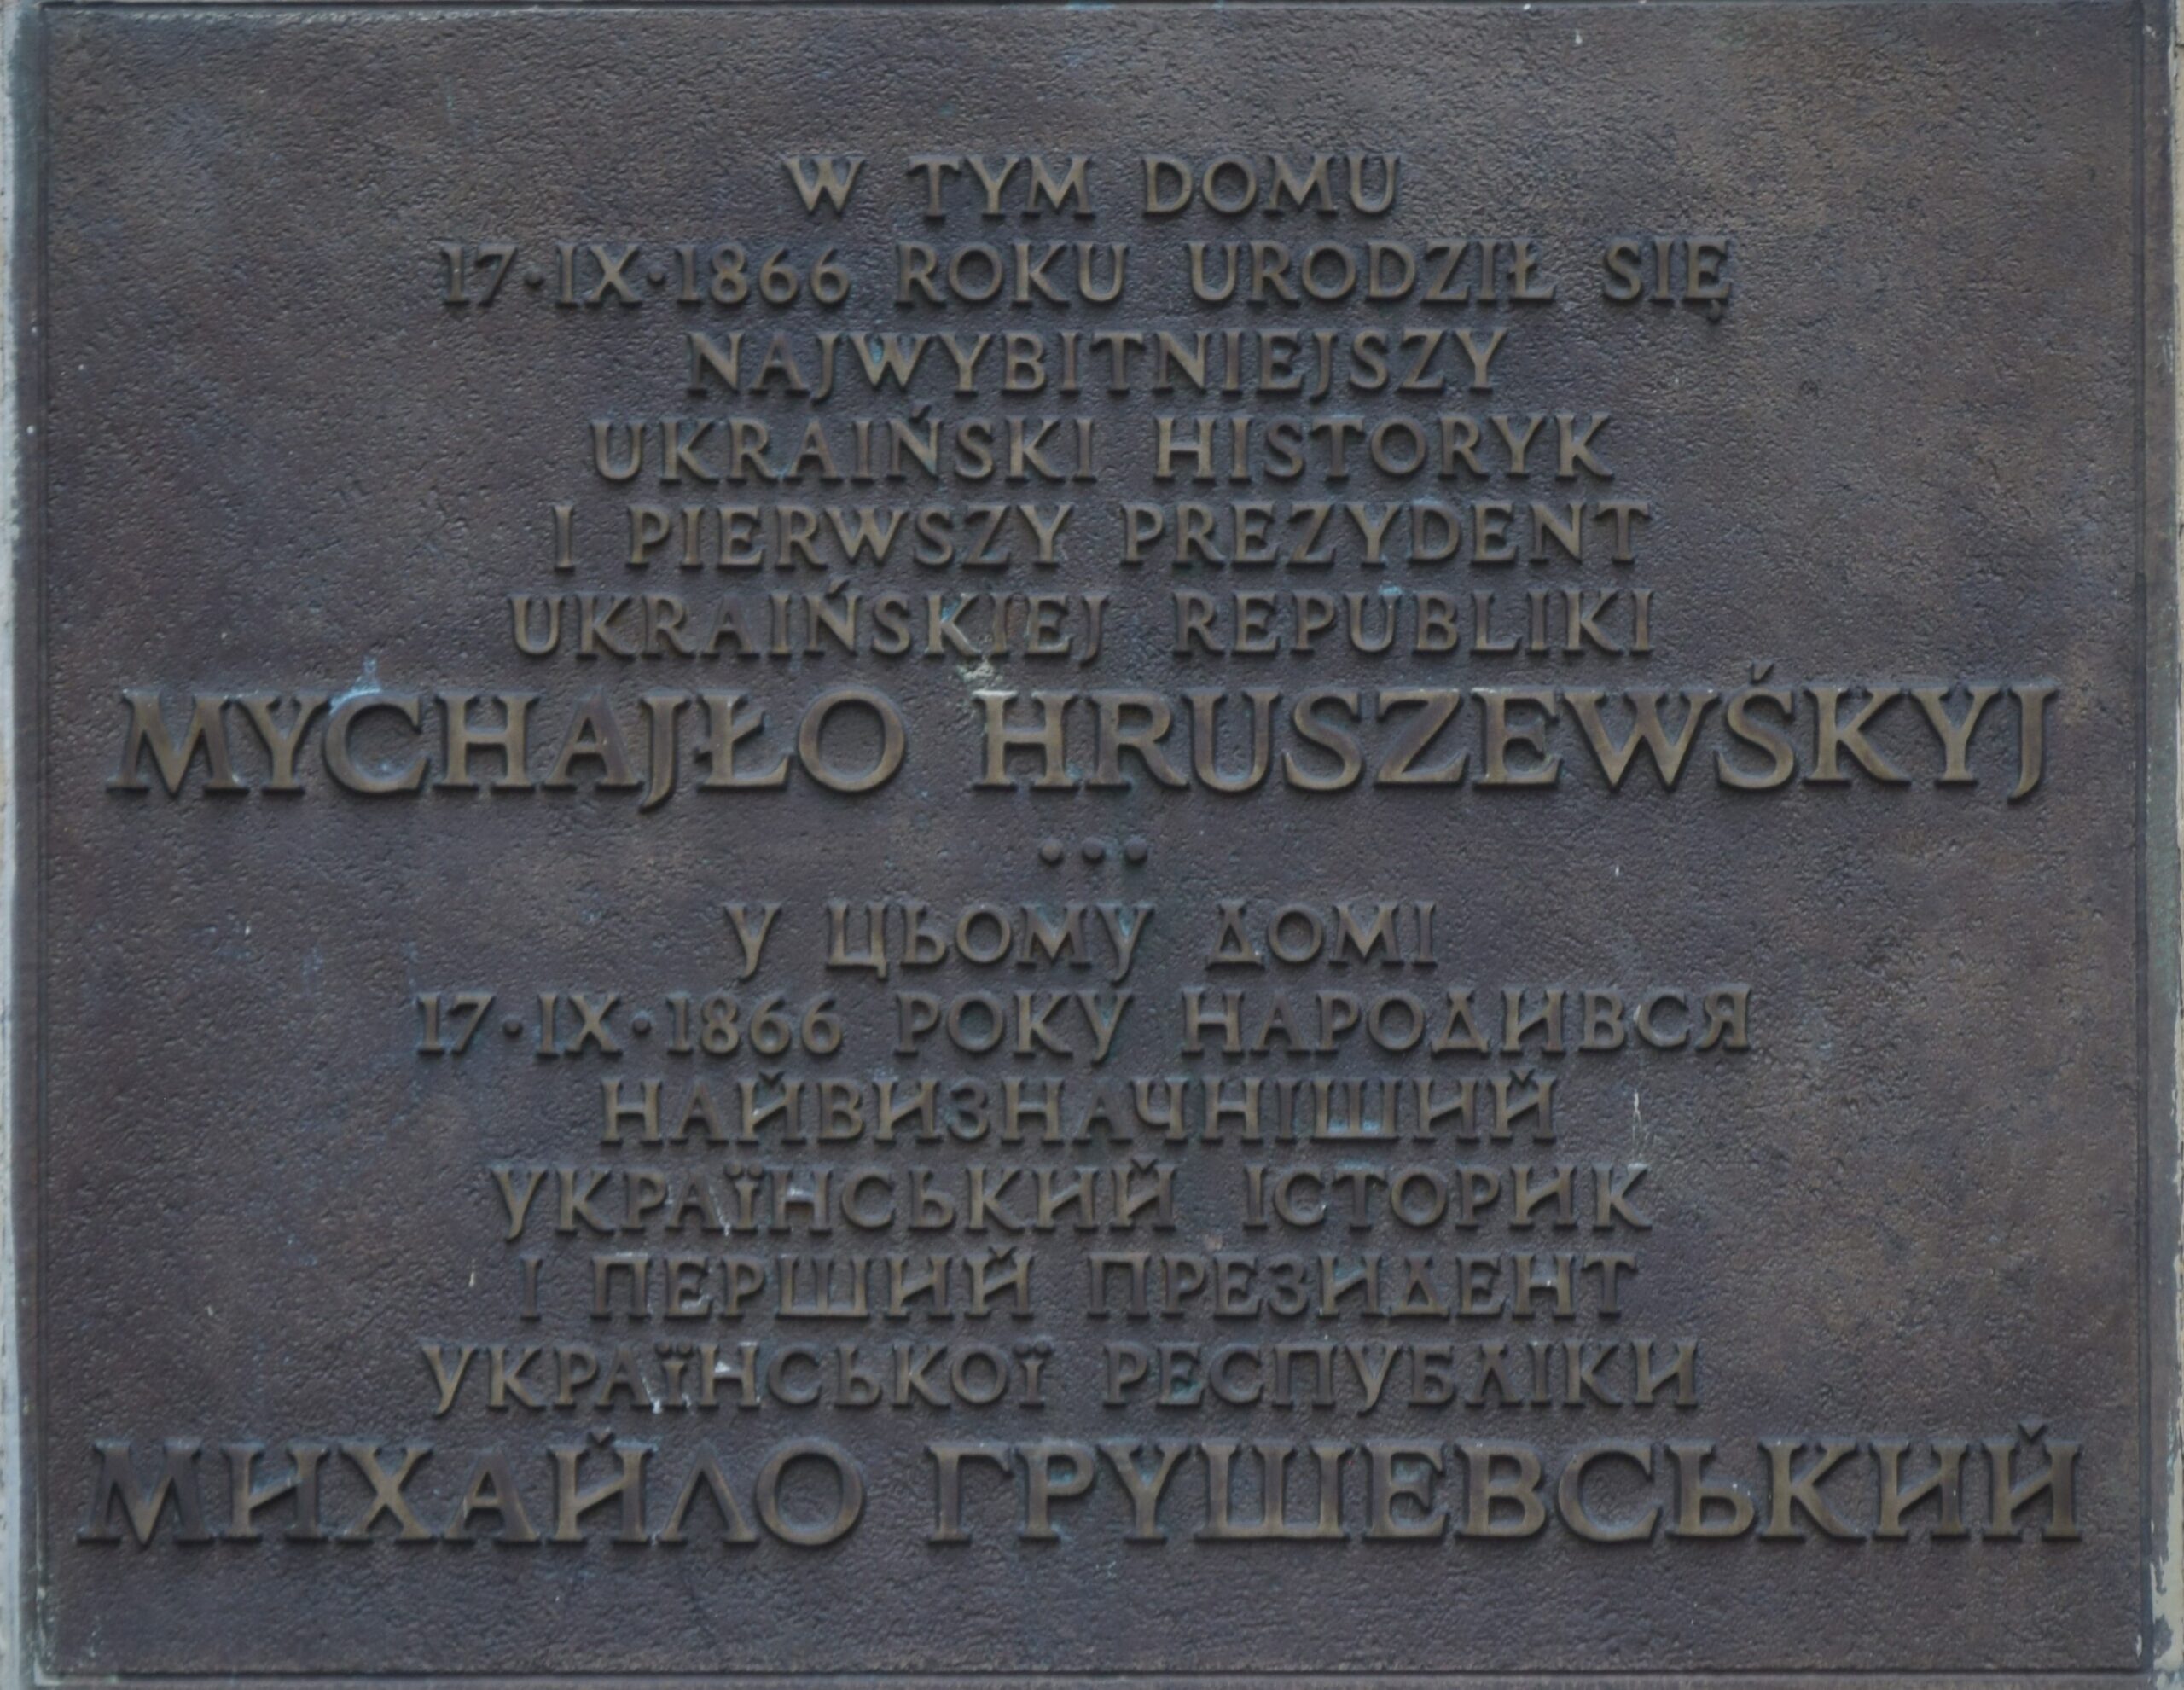 W TYM DOMU
17·IX·1866 ROKU URODZIŁ SIĘ
NAJWYBITNIEJSZY
UKRAIŃSKI HISTORYK
I PIERWSZY PREZYDENT
UKRAIŃSKIEJ REPUBLIKI
MYCHAJŁO HRUSZEWŚKYJ
...
У ЦЬОМУ ДОМІ
17·IX·1866 РОКУ НАРОДИВСЯ
НАЙВИЗНАЧНІШИЙ
УКРАЇНСЬКИЙ ІСТОРИК
І ПЕРШИЙ ПРЕЗИДЕНТ
УКРАЇНСЬКОЇ РЕСПУБЛІКИ
МИХАЙЛО ГРУШЕВСЬКИЙ